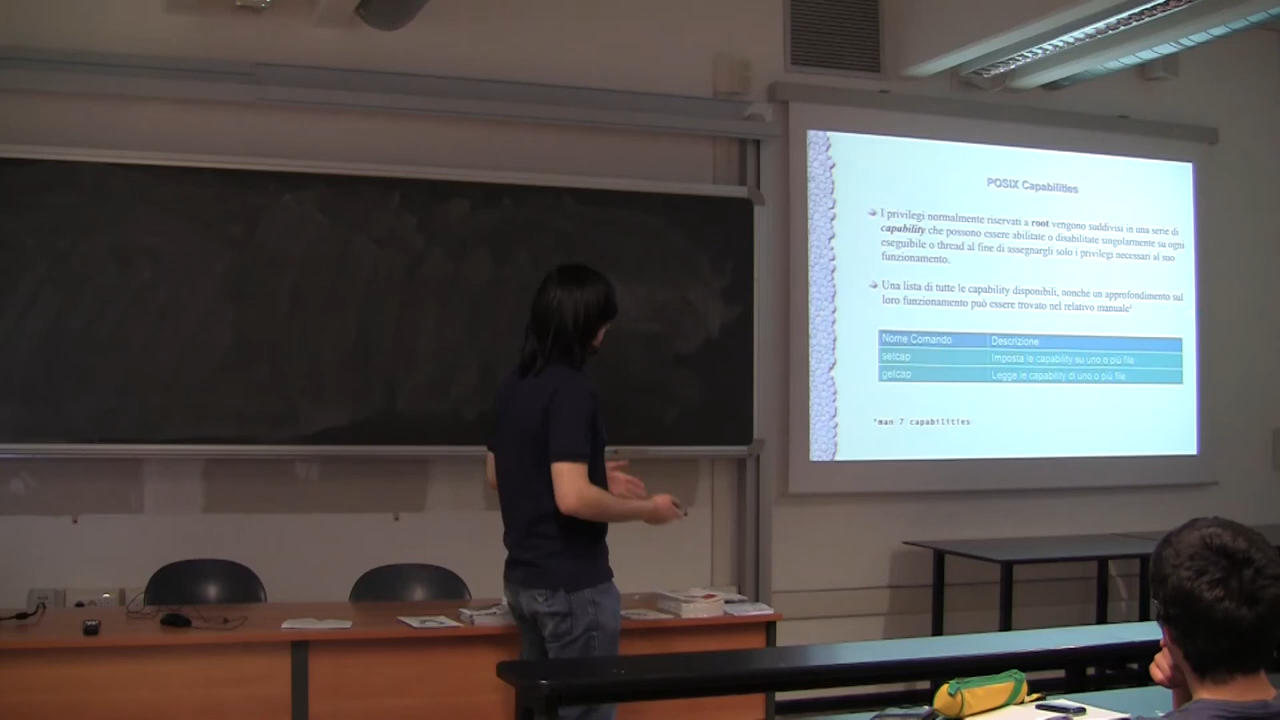 POSIX Capabilities
I privilegi normalmente riservati a root vengono suddivisi in una serie di
capability che possono essere abilitate o disabilitate singolarmente su ogni
eseguibile o thread al fine di assegnargli solo i privilegi necessari al suo
funzionamento.
Una lista di tutte le capability disponibili, nonché un approfondimento sul
loro funzionamento può essere trovato nel relativo manuale¹
Nome Comando Descrizione
setcap Imposta le capability su uno o più file
getcap Legge le capability di uno o più file
¹man 7 capabilities